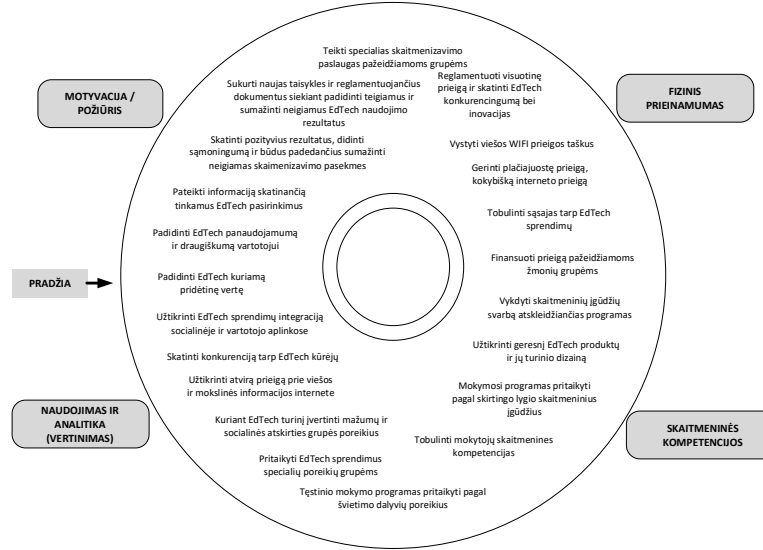 Teikti specialias skaitmenizavimo
paslaugas pažeidžiamoms grupėms
Reglamentuoti visuotinę
prieigą ir skatinti EdTech
konkurencingumą bei
inovacijas
Sukurti naujas taisykles ir reglamentuojančius
dokumentus siekiant padidinti teigiamus ir
sumažinti neigiamus EdTech naudojimo
rezultatus
MOTYVACIJA /
POŽIŪRIS
FIZINIS
PRIEINAMUMAS
Skatinti pozityvius rezultatus, didinti
sąmoningumą ir būdus padedančius sumažinti
neigiamas skaimenizavimo pasekmes
Vystyti viešos WIFI prieigos taškus
Gerinti plačiajuostę prieigą,
kokybišką interneto prieigą
Pateikti informaciją skatinančią
tinkamus EdTech pasirinkimus
Tobulinti sąsajas tarp EdTech
sprendimų
Padidinti EdTech panaudojamumą
ir draugiškumą vartotojui
Finansuoti prieigą pažeidžiamoms
žmonių grupėms
PRADŽIA
Padidinti EdTech kuriamą
pridėtinę vertę
Vykdyti skaitmeninių įgūdžių
svarbą atskleidžiančias programas
Užtikrinti EdTech sprendimų integraciją
socialinėje ir vartotojo aplinkose
Užtikrinti geresnį EdTech produktų
ir jų turinio dizainą
Skatinti konkurenciją tarp EdTech kūrėjų
Užtikrinti atvirą prieigą prie viešos
ir mokslinės informacijos internete
Mokymosi programas pritaikyti
pagal skirtingo lygio skaitmeninius
įgūdžius
NAUDOJIMAS IR
ANALITIKA
(VERTINIMAS)
SKAITMENINĖS
KOMPETENCIJOS
Kuriant EdTech turinį įvertinti mažumų ir
socialinės atskirties grupės poreikius
Tobulinti mokytojų skaitmenines
kompetencijas
Pritaikyti EdTech sprendimus
specialių poreikių grupėms
Tęstinio mokymo programas pritaikyti pagal
švietimo dalyvių poreikius